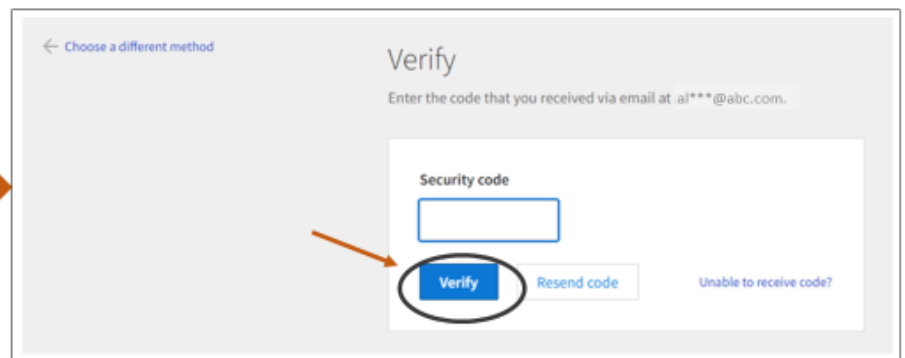 ← Choose a different method
Verify
Enter the code that you received via email at al***@abc.com.
Security code
Verify Resend code Unable to receive code?